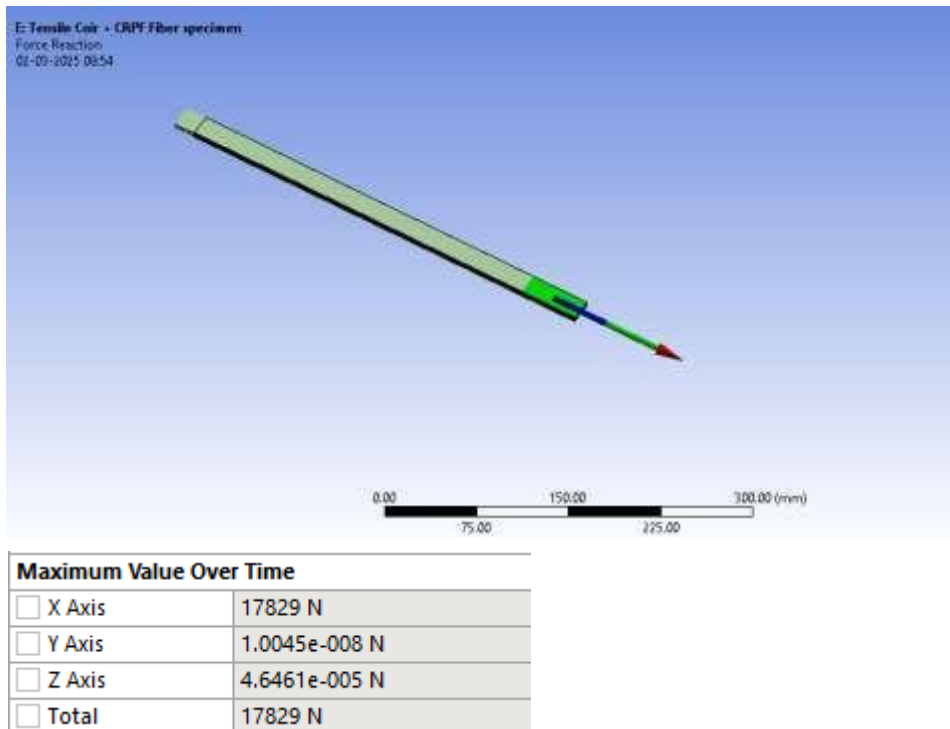 E: Tensile Coir + CRPF Fiber specimen
Force Reaction
02-09-2025 08:54
0.00 150.00 300.00 (mm)
75.00 225.00
Maximum Value Over Time
X Axis 17829 N
Y Axis 1.0045e-008 N
Z Axis 4.6461e-005 N
Total 17829 N